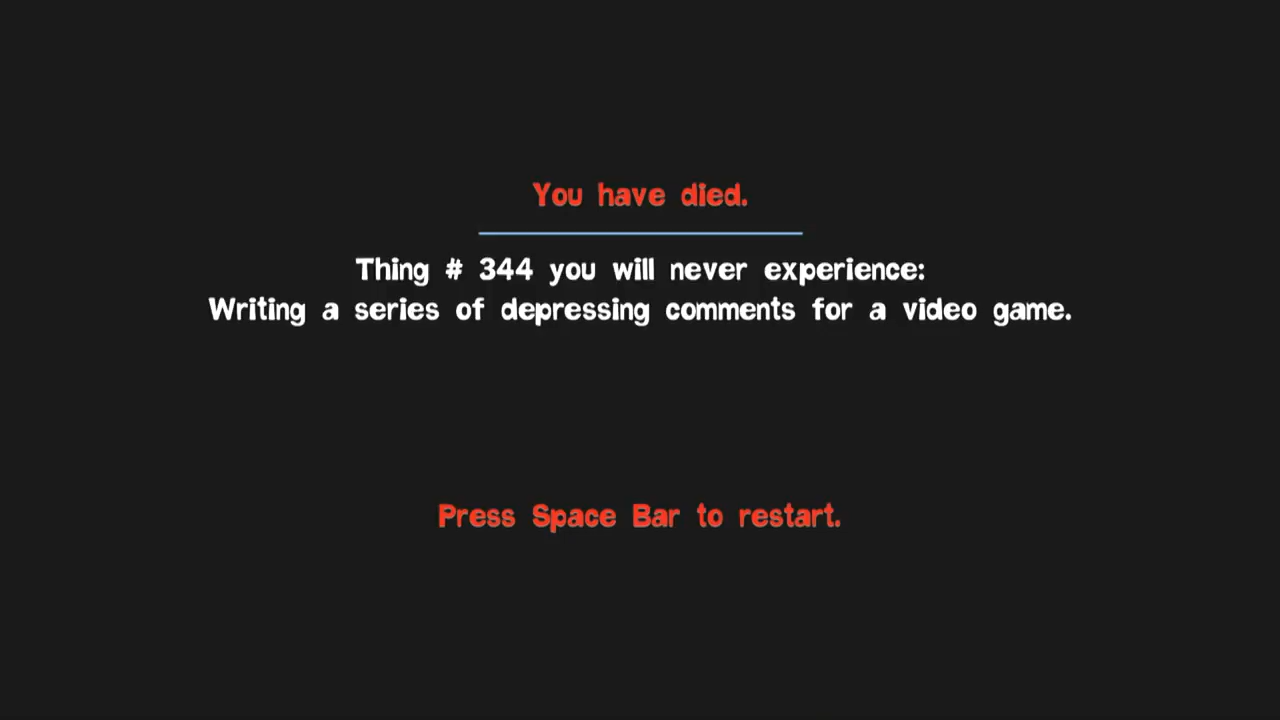 You have died.
Thing # 344 you will never experience:
Writing a series of depressing comments for a video game.
Press Space Bar to restart.